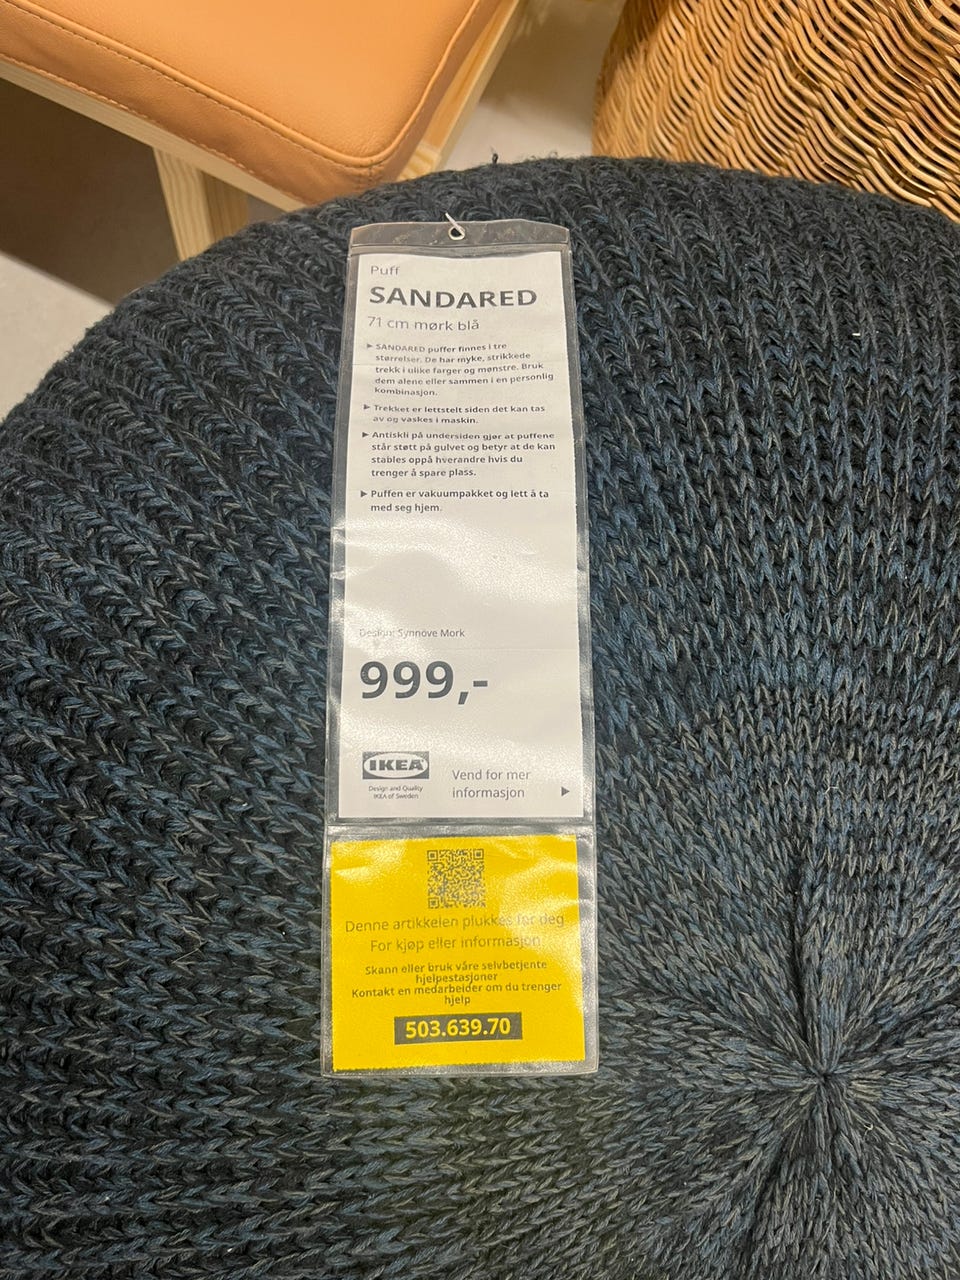 Puff
SANDARED
71 cm mørk blå
▶ SANDARED puffer finnes i tre
størrelser. De har myke, strikkede
trekk i ulike farger og mønstre. Bruk
dem alene eller sammen i en personlig
kombinasjon.
▶ Trekket er lettstelt siden det kan tas
av og vaskes i maskin.
▶ Antiskli på undersiden gjør at puffene
står støtt på gulvet og betyr at de kan
stables oppå hverandre hvis du
trenger å spare plass.
▶ Puffen er vakuumpakket og lett å ta
med seg hjem.
Design: Synnöve Mork
999,-
IKEA
Design and Quality
IKEA of Sweden
Vend for mer
informasjon ▶
Denne artikkelen plukkes for deg
For kjøp eller informasjon
Skann eller bruk våre selvbetjente
hjelpestasjoner
Kontakt en medarbeider om du trenger
hjelp
503.639.70